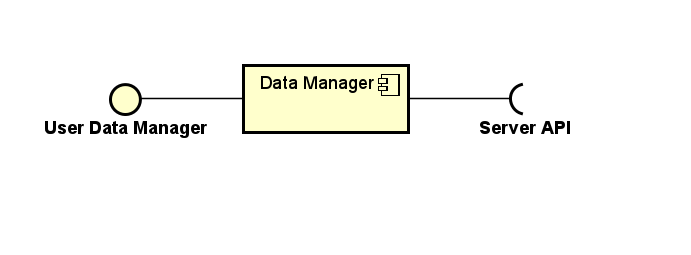 Data Manager
User Data Manager
Server API